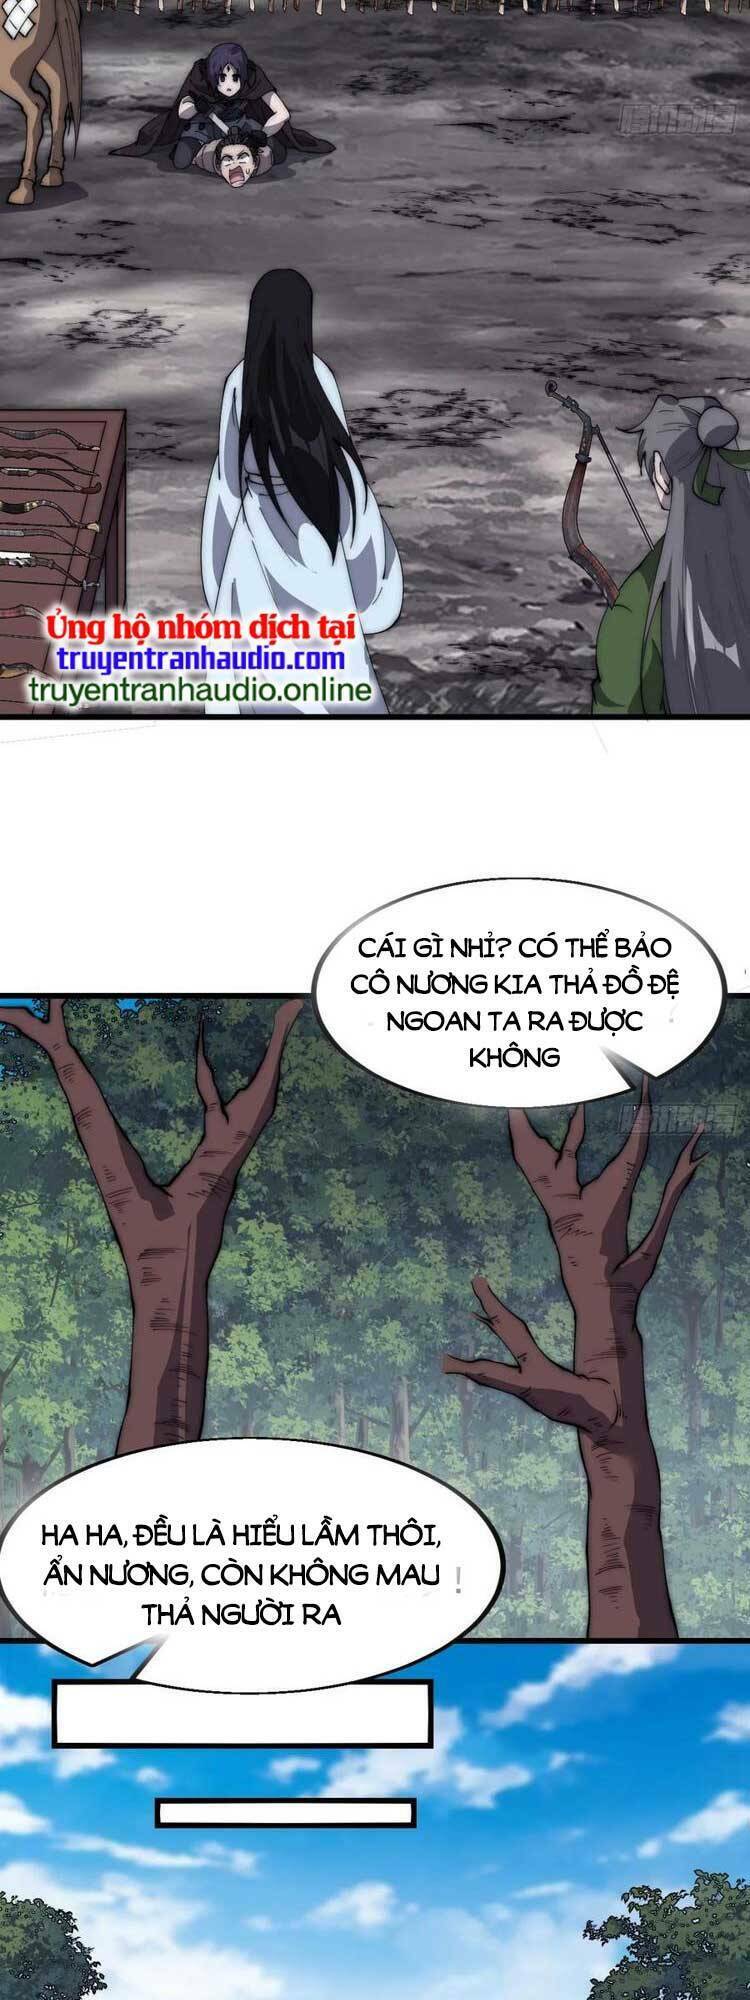 Ủng hộ nhóm dịch tại
truyentranhaudio.com
truyentranhaudio.online
CÁI GÌ NHỈ? CÓ THỂ BẢO
CÔ NƯƠNG KIA THẢ ĐỒ ĐỆ
NGOAN TA RA ĐƯỢC
KHÔNG
HA HA, ĐỀU LÀ HIỂU LẦM THÔI,
ẨN NƯƠNG, CÒN KHÔNG MAU !
THẢ NGƯỜI RA